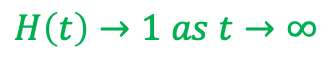 H(t) → 1 as t → ∞